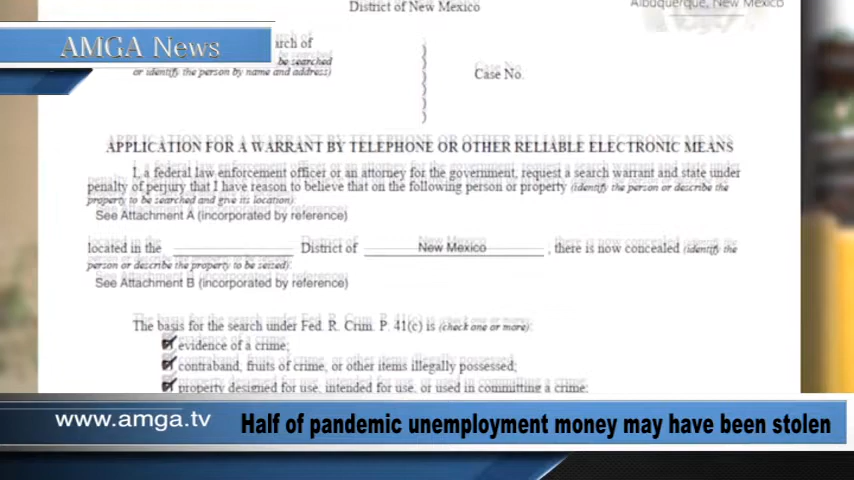 District of New Mexico
Albuquerque, New Mexico
AMGA News
arch of
be searched
or identify the person by name and address)
Case No.
APPLICATION FOR A WARRANT BY TELEPHONE OR OTHER RELIABLE ELECTRONIC MEANS
I, a federal law enforcement officer or an attorney for the government, request a search warrant and state under
penalty of perjury that I have reason to believe that on the following person or property (identify the person or describe the
property to be searched and give its location):
See Attachment A (incorporated by reference)
located in the District of New Mexico , there is now concealed (identify the
person or describe the property to be seized):
See Attachment B (incorporated by reference)
The basis for the search under Fed. R. Crim. P. 41(c) is (check one or more):
evidence of a crime;
contraband, fruits of crime, or other items illegally possessed;
property designed for use, intended for use, or used in committing a crime;
www.amga.tv
Half of pandemic unemployment money may have been stolen